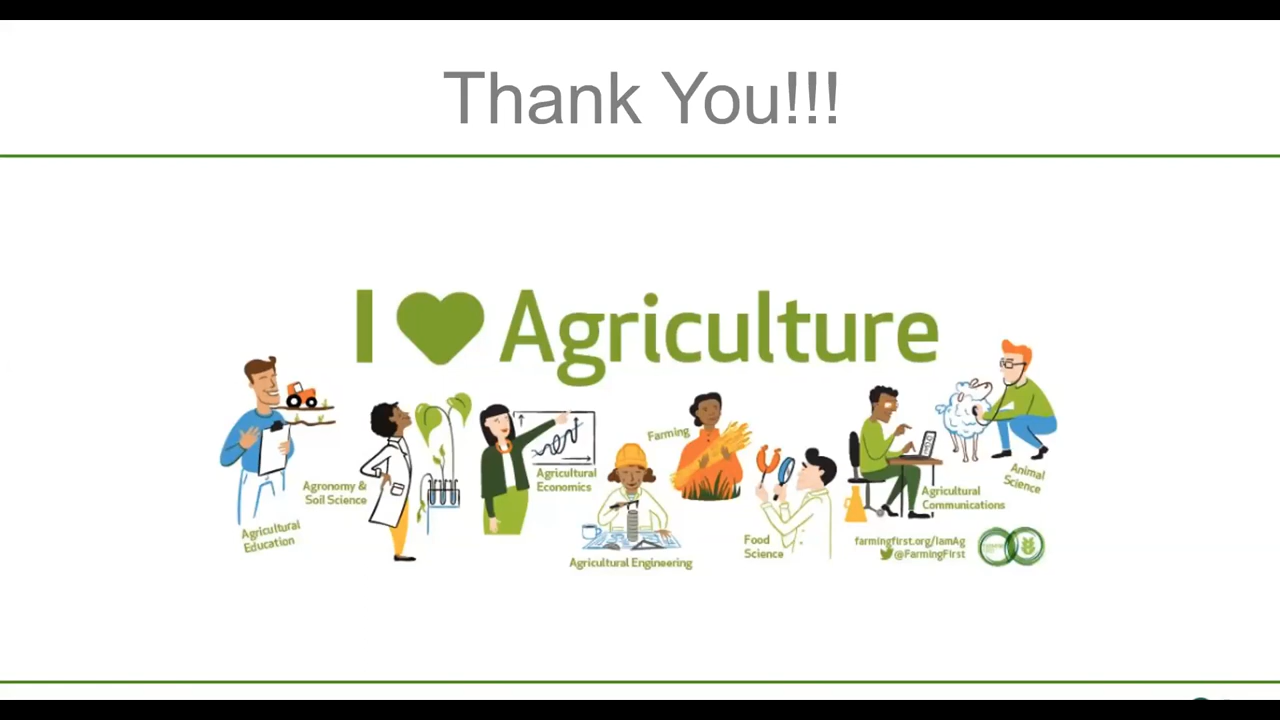 Thank You!!!
I Agriculture
Agricultural
Education
Agronomy &
Soil Science
Agricultural
Economics
Agricultural Engineering
Farming
Food
Science
Agricultural
Communications
Animal
Science
farmingfirst.org/IamAg
@FarmingFirst